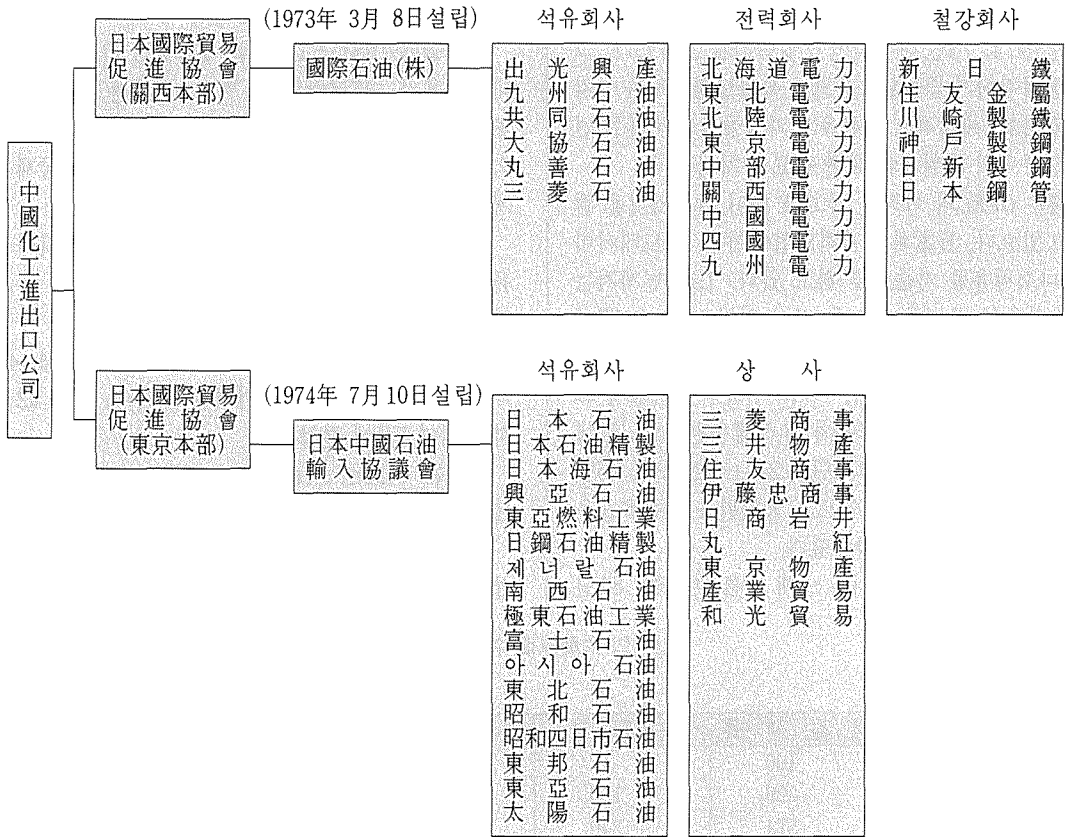 中國化工進出口公司
日本國際貿易
促進協會
(關西本部)
(1973年 3月 8日설립)
國際石油(株)
석유회사
出光興產
九州石油
共同石油
大協石油
丸善石油
三菱石油
전력회사
北海道電力
東北電力
北陸電力
東京電力
中部電力
關西電力
中國電力
四國電力
九州電力
철강회사
新日鐵
住友金屬
川崎製鐵
神戶製鋼
日新製鋼
日本鋼管
日本國際貿易
促進協會
(東京本部)
(1974年 7月 10日설립)
日本中國石油
輸入協議會
석유회사
日本石油
日本石油精製
日本海石油
興亞石油
東亞燃料工業
日鋼石油精製
제너랄石油
南西石油
極東石油工業
富士石油
아시아石油
東北石油
昭和石油
昭和四日市石油
東邦石油
東亞石油
太陽石油
상 사
三菱商事
三井物產
住友商事
伊藤忠商事
日商岩井
丸紅
東京物產
產業貿易
和光貿易